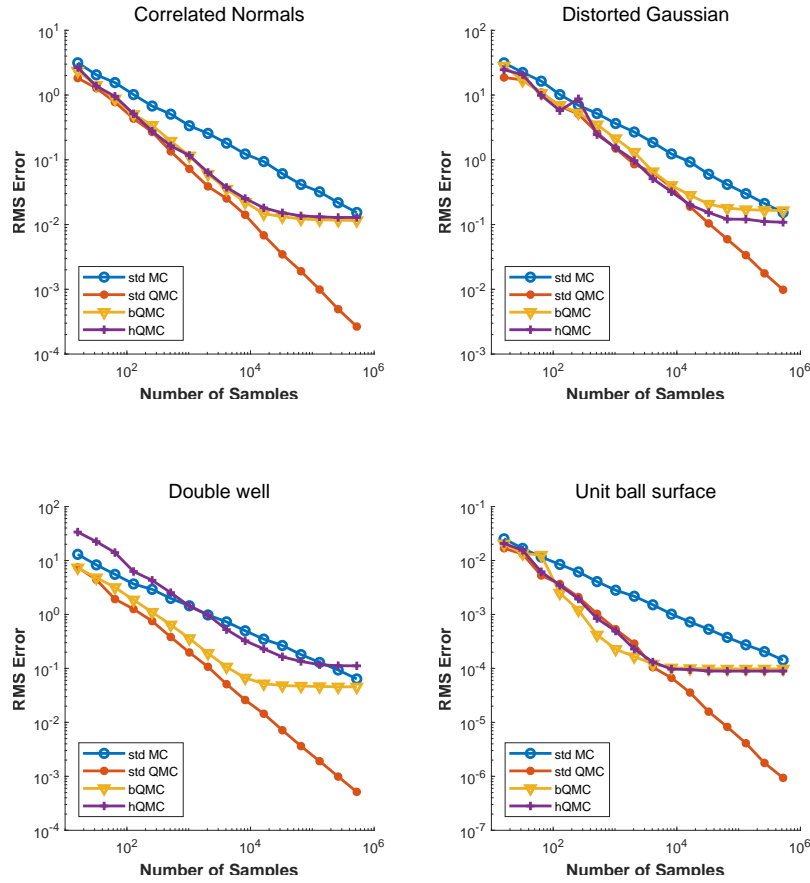 Correlated Normals
10^1
10^0
10^-1
10^-2
10^-3
10^-4
RMS Error
std MC
std QMC
bQMC
hQMC
10^2
10^4
10^6
Number of Samples
Distorted Gaussian
10^2
10^1
10^0
10^-1
10^-2
10^-3
RMS Error
std MC
std QMC
bQMC
hQMC
10^2
10^4
10^6
Number of Samples
Double well
10^2
10^1
10^0
10^-1
10^-2
10^-3
10^-4
RMS Error
std MC
std QMC
bQMC
hQMC
10^2
10^4
10^6
Number of Samples
Unit ball surface
10^-1
10^-2
10^-3
10^-4
10^-5
10^-6
10^-7
RMS Error
std MC
std QMC
bQMC
hQMC
10^2
10^4
10^6
Number of Samples